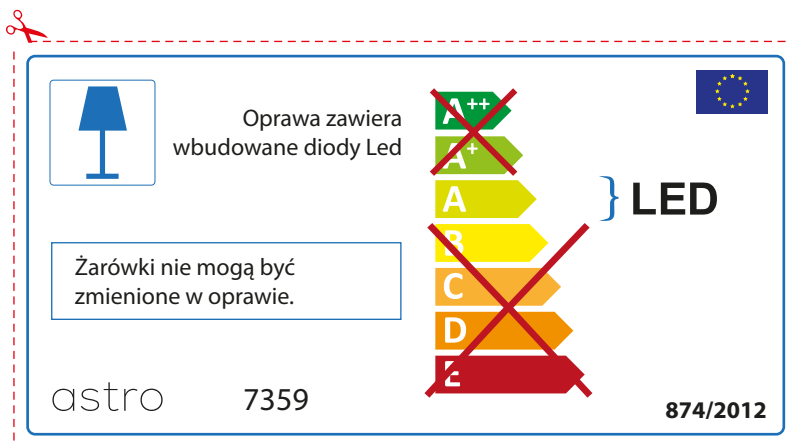 Oprawa zawiera
wbudowane diody Led
A++
A+
A
B
C
D
E
LED
Żarówki nie mogą być
zmienione w oprawie.
astro
7359
874/2012